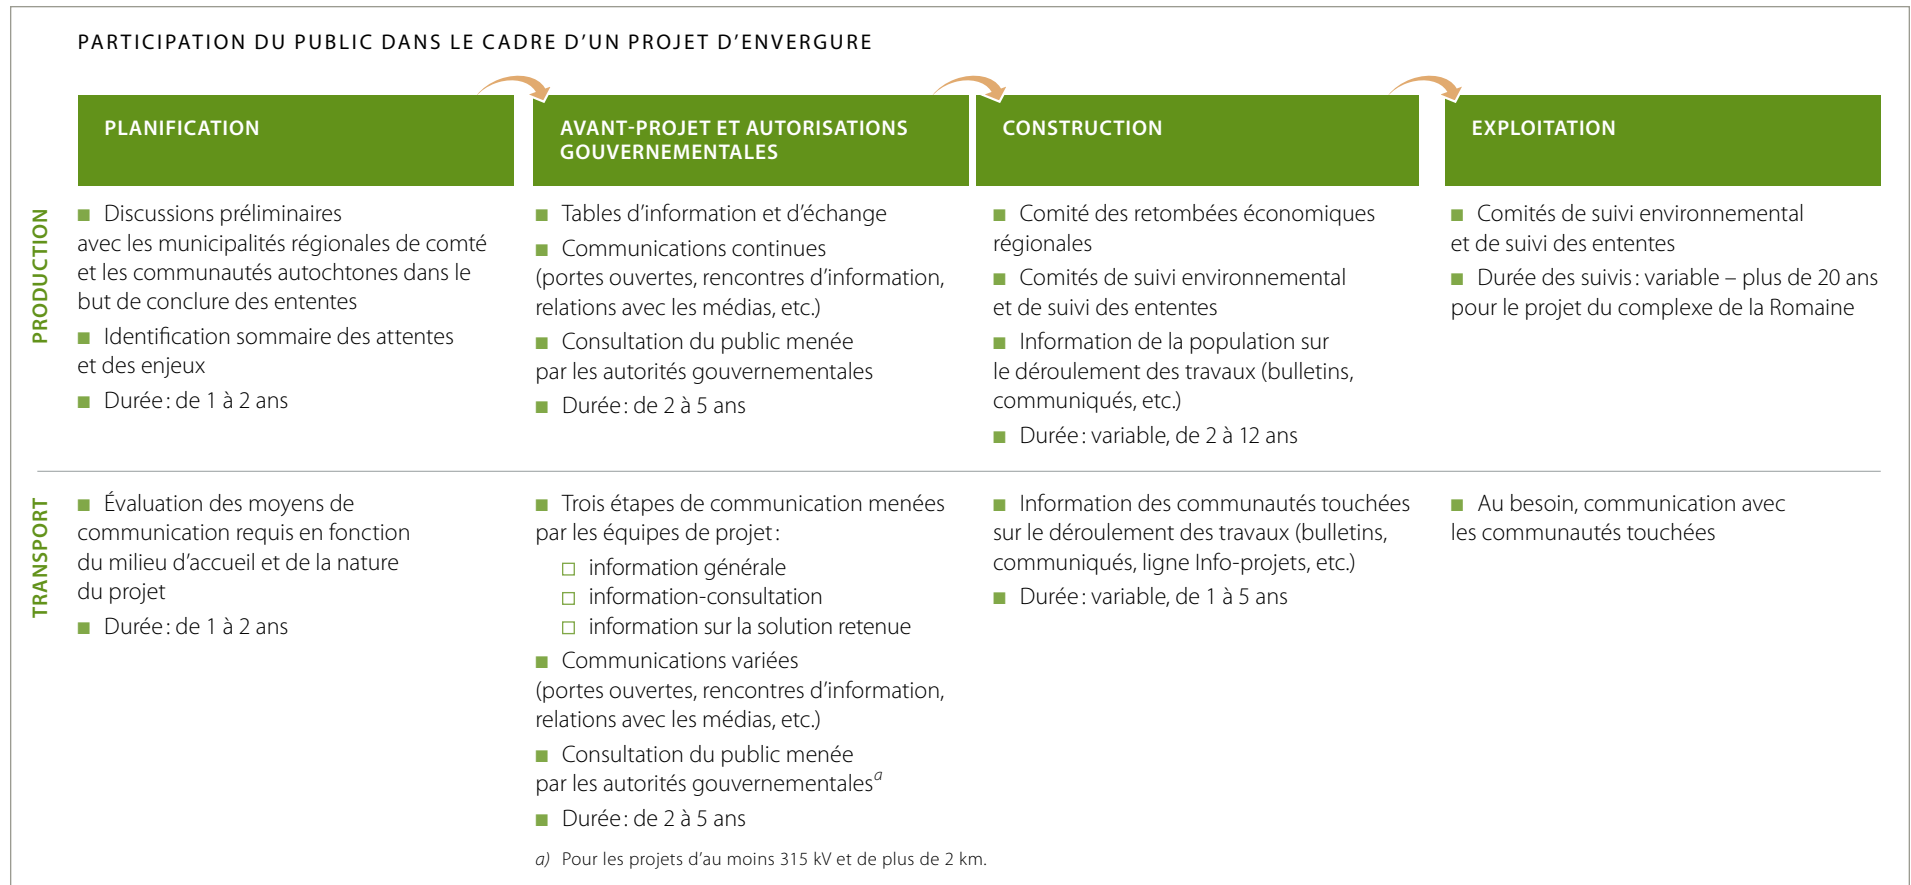 PARTICIPATION DU PUBLIC DANS LE CADRE D’UN PROJET D’ENVERGURE
PLANIFICATION
AVANT-PROJET ET AUTORISATIONS
GOUVERNEMENTALES
CONSTRUCTION
EXPLOITATION
PRODUCTION
■ Discussions préliminaires
avec les municipalités régionales de comté
et les communautés autochtones dans le
but de conclure des ententes
■ Identification sommaire des attentes
et des enjeux
■ Durée : de 1 à 2 ans
■ Tables d’information et d’échange
■ Communications continues
(portes ouvertes, rencontres d’information,
relations avec les médias, etc.)
■ Consultation du public menée
par les autorités gouvernementales
■ Durée : de 2 à 5 ans
■ Comité des retombées économiques
régionales
■ Comités de suivi environnemental
et de suivi des ententes
■ Information de la population sur
le déroulement des travaux (bulletins,
communiqués, etc.)
■ Durée : variable, de 2 à 12 ans
■ Comités de suivi environnemental
et de suivi des ententes
■ Durée des suivis : variable – plus de 20 ans
pour le projet du complexe de la Romaine
TRANSPORT
■ Évaluation des moyens de
communication requis en fonction
du milieu d’accueil et de la nature
du projet
■ Durée : de 1 à 2 ans
■ Trois étapes de communication menées
par les équipes de projet :
□ information générale
□ information-consultation
□ information sur la solution retenue
■ Communications variées
(portes ouvertes, rencontres d’information,
relations avec les médias, etc.)
■ Consultation du public menée
par les autorités gouvernementales a
■ Durée : de 2 à 5 ans
a) Pour les projets d’au moins 315 kV et de plus de 2 km.
■ Information des communautés touchées
sur le déroulement des travaux (bulletins,
communiqués, ligne Info-projets, etc.)
■ Durée : variable, de 1 à 5 ans
■ Au besoin, communication avec
les communautés touchées